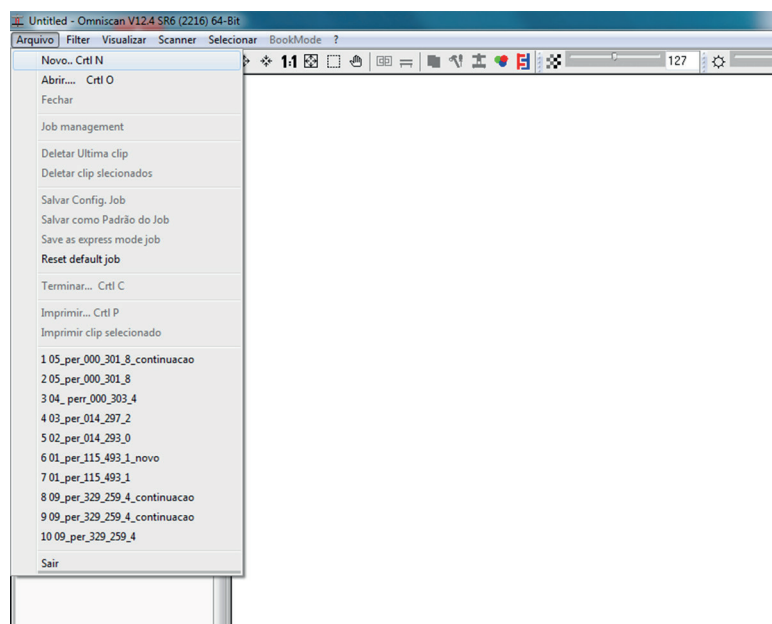 Untitled - Omniscan V12.4 SR6 (2216) 64-Bit
Arquivo Filter Visualizar Scanner Selecionar BookMode ?
1:1 127
Novo.. Crtl N
Abrir.... Crtl O
Fechar
Job management
Deletar Ultima clip
Deletar clip slecionados
Salvar Config. Job
Salvar como Padrão do Job
Save as express mode job
Reset default job
Terminar... Crtl C
Imprimir... Crtl P
Imprimir clip selecionado
1 05_per_000_301_8_continuacao
2 05_per_000_301_8
3 04_ perr_000_303_4
4 03_per_014_297_2
5 02_per_014_293_0
6 01_per_115_493_1_novo
7 01_per_115_493_1
8 09_per_329_259_4_continuacao
9 09_per_329_259_4_continuacao
10 09_per_329_259_4
Sair